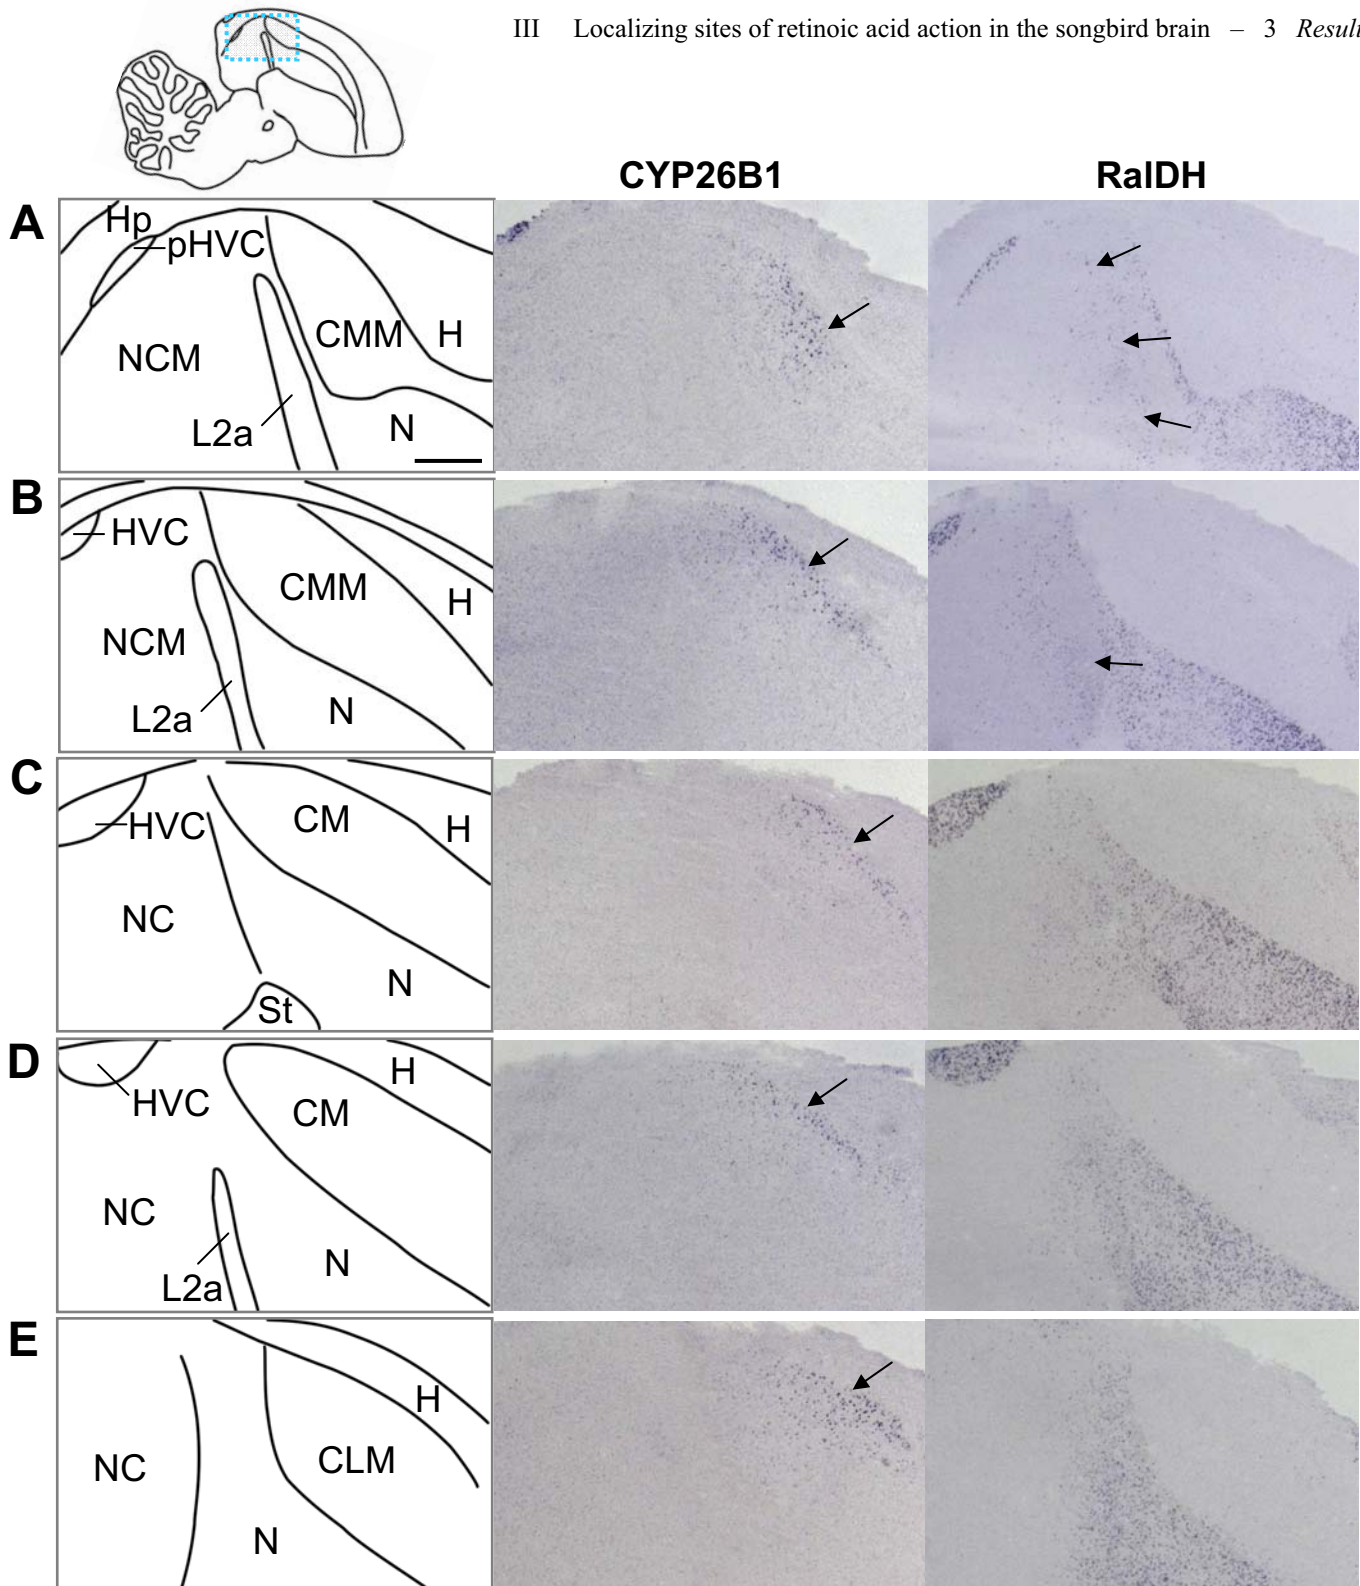 III Localizing sites of retinoic acid action in the songbird brain – 3 Result
CYP26B1
RalDH
A
Hp
pHVC
NCM
CMM
H
L2a
N
B
HVC
CMM
H
NCM
L2a
N
C
HVC
CM
H
NC
N
St
D
HVC
H
CM
NC
L2a
N
E
H
NC
CLM
N